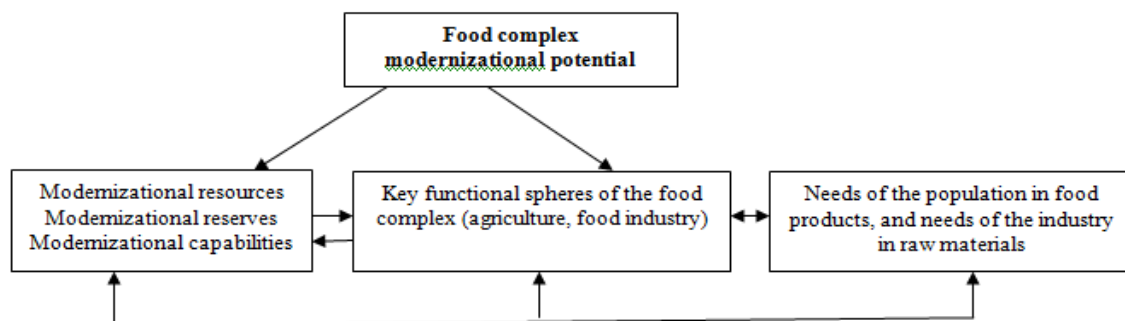 Food complex
modernizational potential
Modernizational resources
Modernizational reserves
Modernizational capabilities
Key functional spheres of the food
complex (agriculture, food industry)
Needs of the population in food
products, and needs of the industry
in raw materials